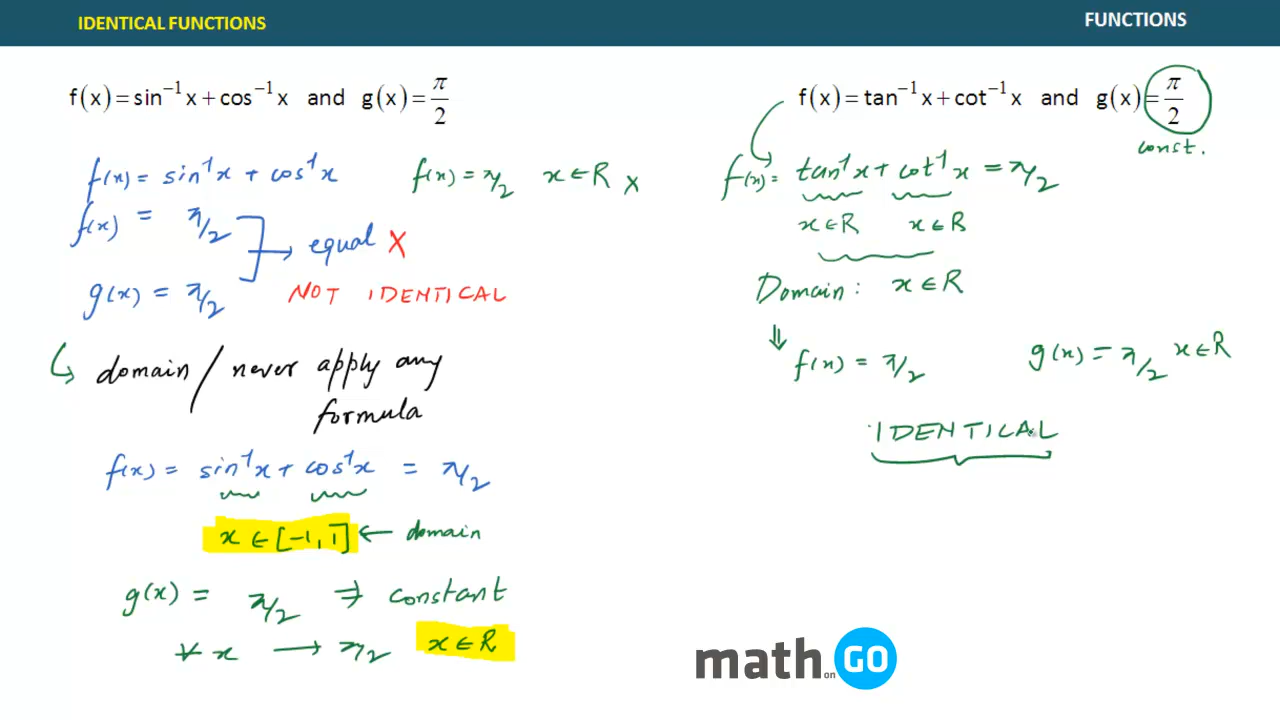 IDENTICAL FUNCTIONS
FUNCTIONS
f(x)=sin⁻¹x+cos⁻¹x and g(x)=π/2
f(x) = sin⁻¹x + cos⁻¹x f(x) = π/2 x∈R X
f(x) = π/2
→ equal X
g(x) = π/2 NOT IDENTICAL
↳ domain / never apply any
formula
f(x) = sin⁻¹x + cos⁻¹x = π/2
x ∈ [-1, 1] ← domain
g(x) = π/2 ⇒ constant
∀ x → π/2 x ∈ R
f(x)=tan⁻¹x+cot⁻¹x and g(x)=π/2
const.
f(x) = tan⁻¹x + cot⁻¹x = π/2
x∈R x∈R
Domain : x∈R
⇓ f(x) = π/2 g(x) = π/2 x∈R
IDENTICAL
math on GO